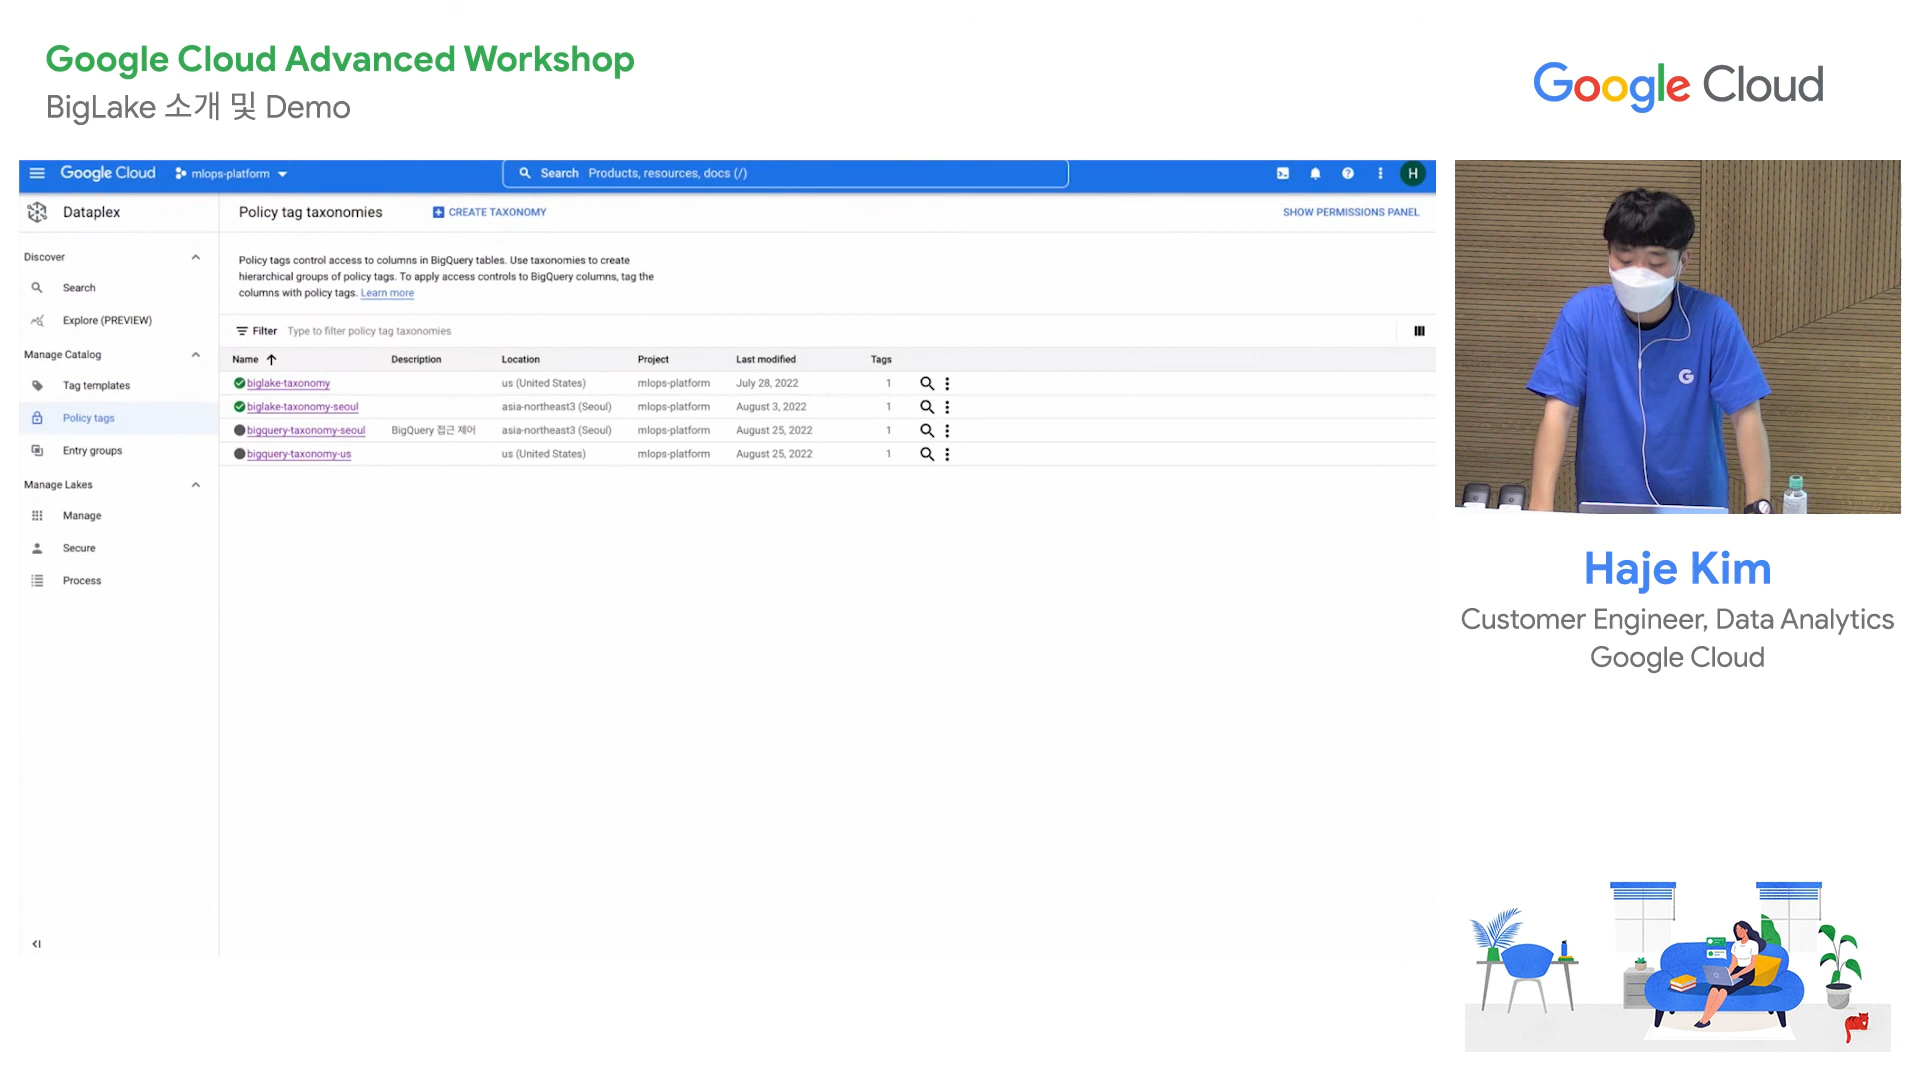 Google Cloud Advanced Workshop
BigLake 소개 및 Demo
Google Cloud
Google Cloud
mlops-platform
Search Products, resources, docs (/)
H
Dataplex
Policy tag taxonomies
CREATE TAXONOMY
SHOW PERMISSIONS PANEL
Discover
Search
Explore (PREVIEW)
Manage Catalog
Tag templates
Policy tags
Entry groups
Manage Lakes
Manage
Secure
Process
Policy tags control access to columns in BigQuery tables. Use taxonomies to create
hierarchical groups of policy tags. To apply access controls to BigQuery columns, tag the
columns with policy tags. Learn more
Filter Type to filter policy tag taxonomies
Name Description Location Project Last modified Tags
biglake-taxonomy us (United States) mlops-platform July 28, 2022 1
biglake-taxonomy-seoul asia-northeast3 (Seoul) mlops-platform August 3, 2022 1
bigquery-taxonomy-seoul BigQuery 접근 제어 asia-northeast3 (Seoul) mlops-platform August 25, 2022 1
bigquery-taxonomy-us us (United States) mlops-platform August 25, 2022 1
G
Haje Kim
Customer Engineer, Data Analytics
Google Cloud